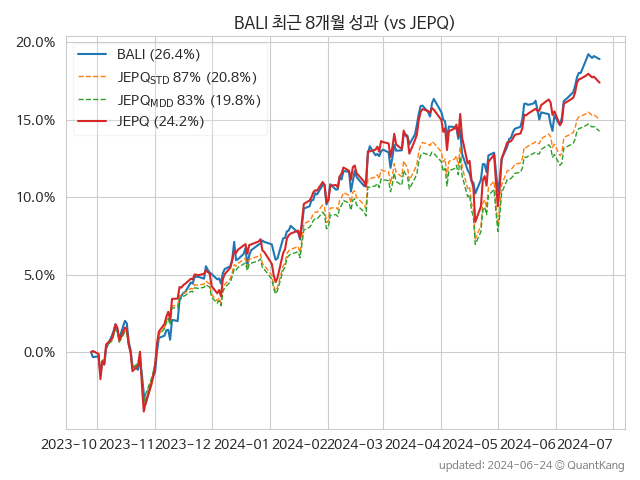 BALI 최근 8개월 성과 (vs JEPQ)
20.0%
15.0%
10.0%
5.0%
0.0%
BALI (26.4%)
JEPQSTD 87% (20.8%)
JEPQMDD 83% (19.8%)
JEPQ (24.2%)
2023-10 2023-11 2023-12 2024-01 2024-02 2024-03 2024-04 2024-05 2024-06 2024-07
updated: 2024-06-24 @ QuantKang